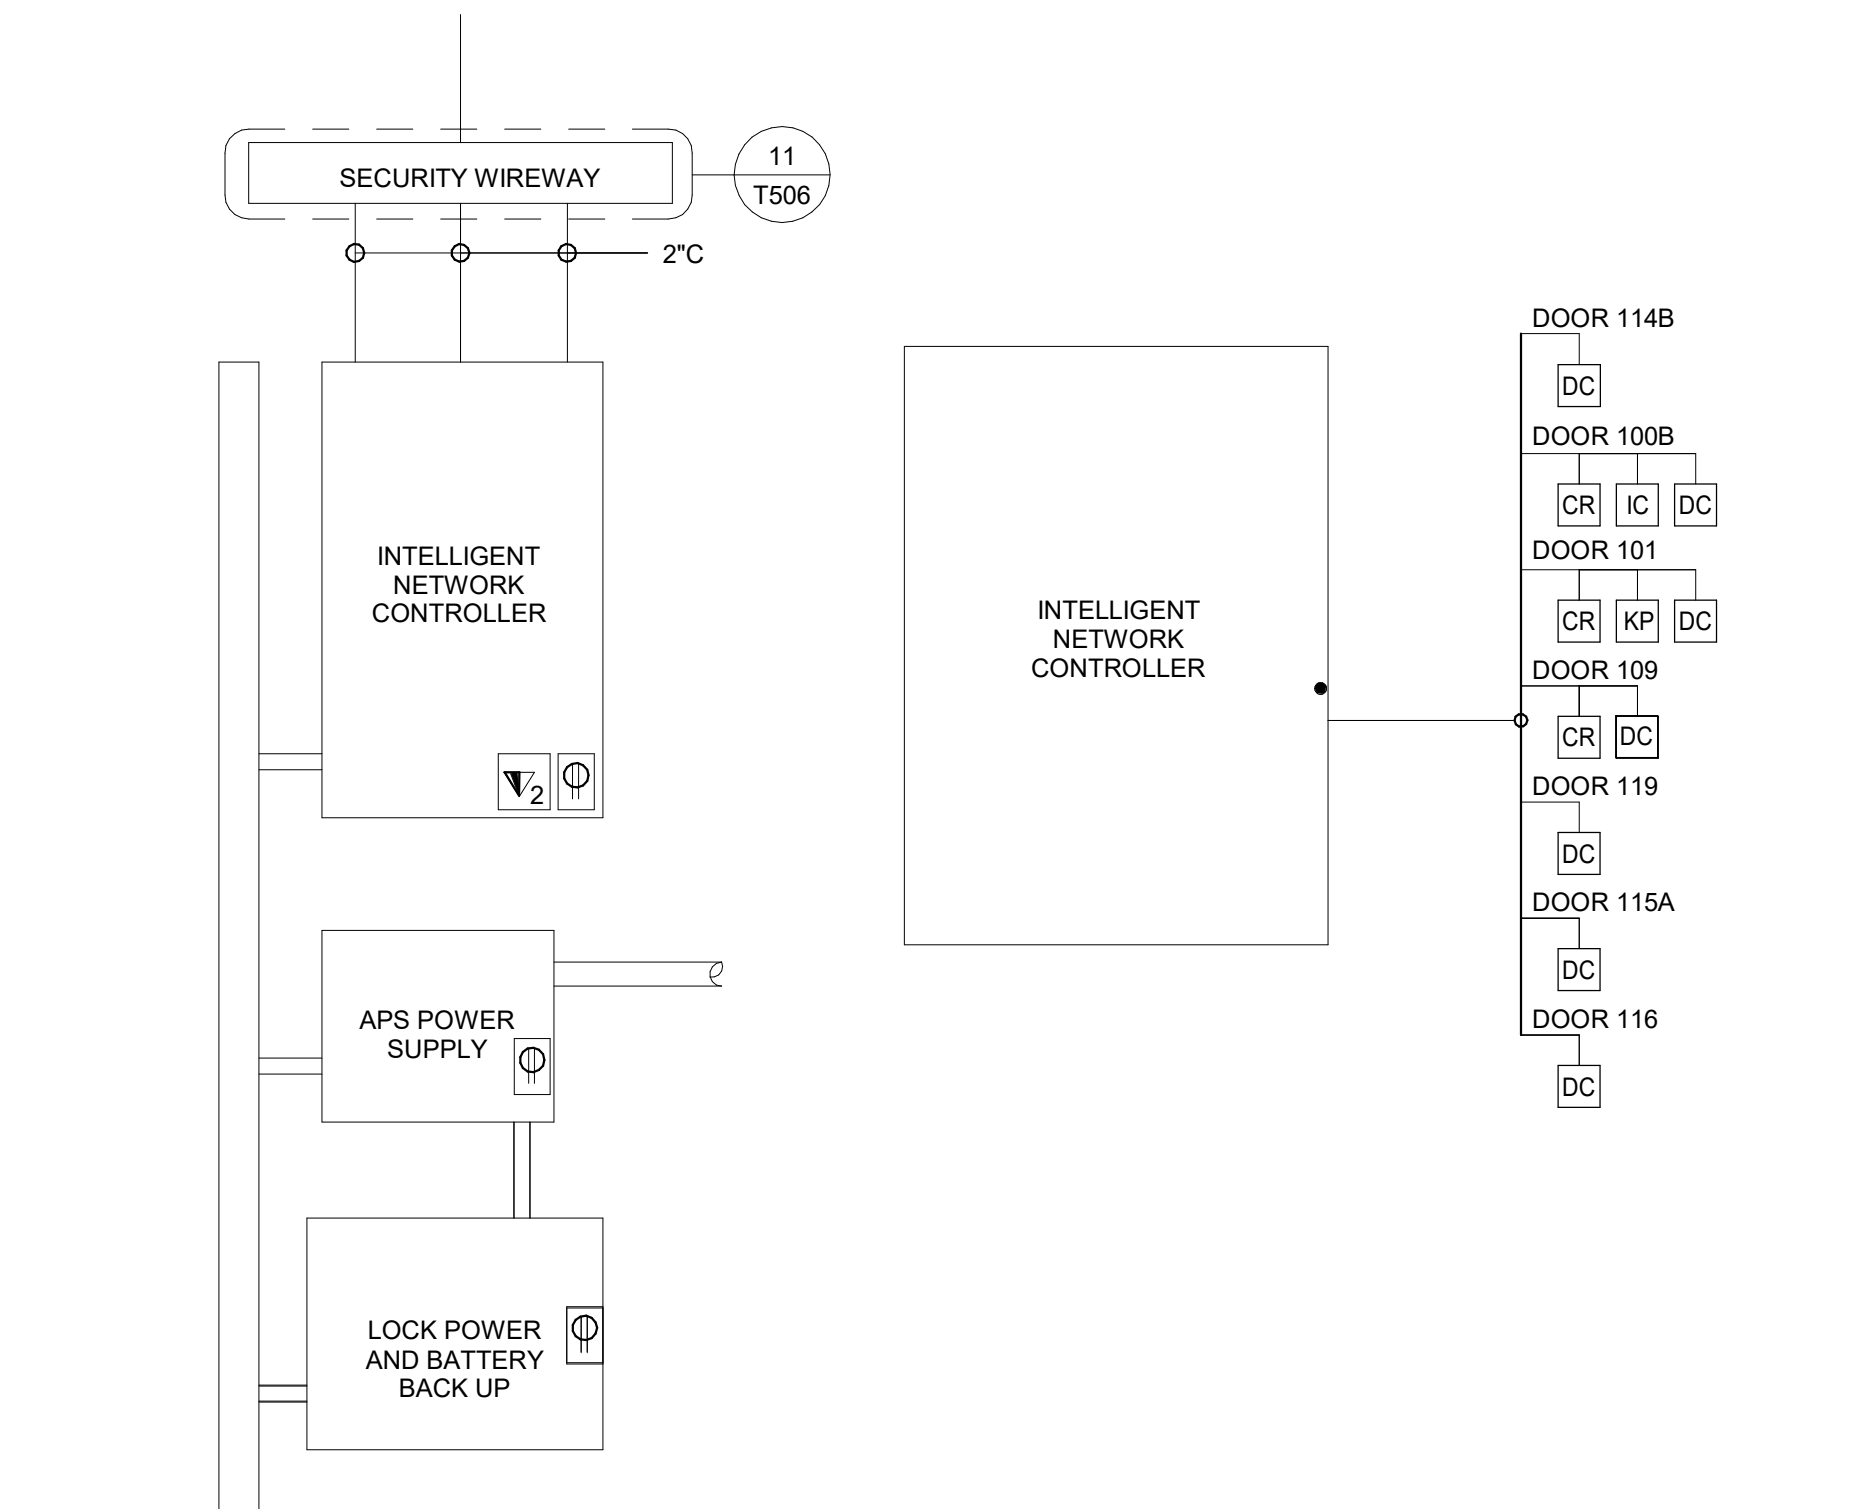 SECURITY WIREWAY
11
T506
2"C
INTELLIGENT
NETWORK
CONTROLLER
2
APS POWER
SUPPLY
LOCK POWER
AND BATTERY
BACK UP
INTELLIGENT
NETWORK
CONTROLLER
DOOR 114B
DC
DOOR 100B
CR IC DC
DOOR 101
CR KP DC
DOOR 109
CR DC
DOOR 119
DC
DOOR 115A
DC
DOOR 116
DC